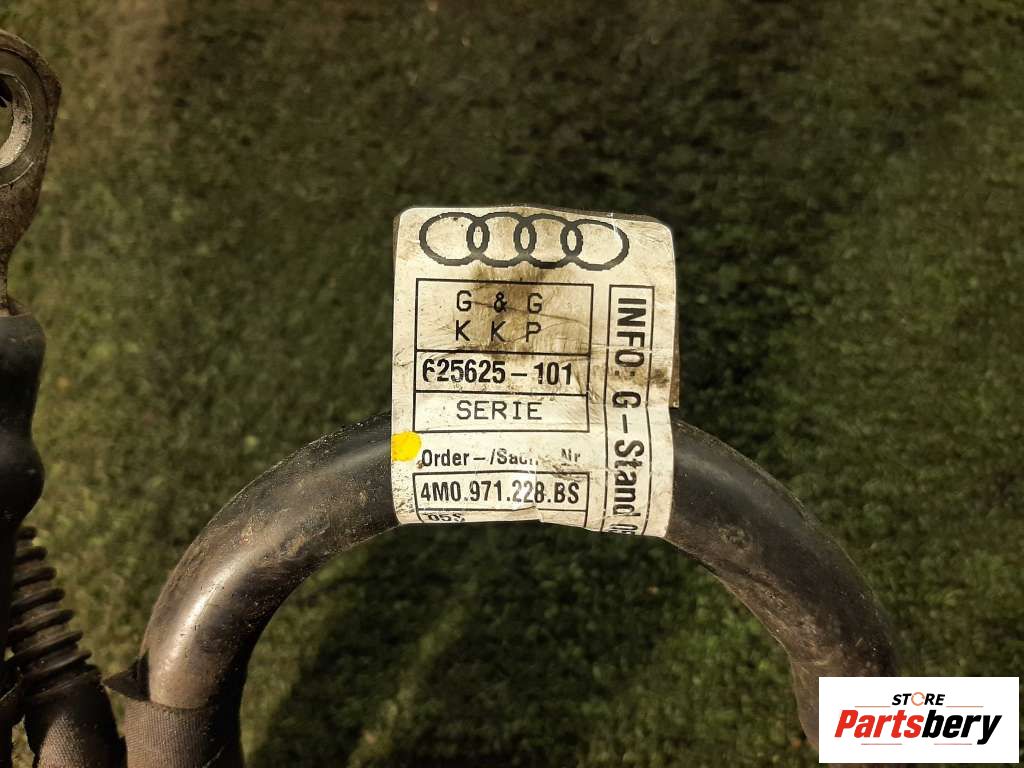 G & G
K K P
625625-101
SERIE
Order-/Sach-Nr
4M0.971.228.BS
INFO: G-Stand
STORE
Partsbery